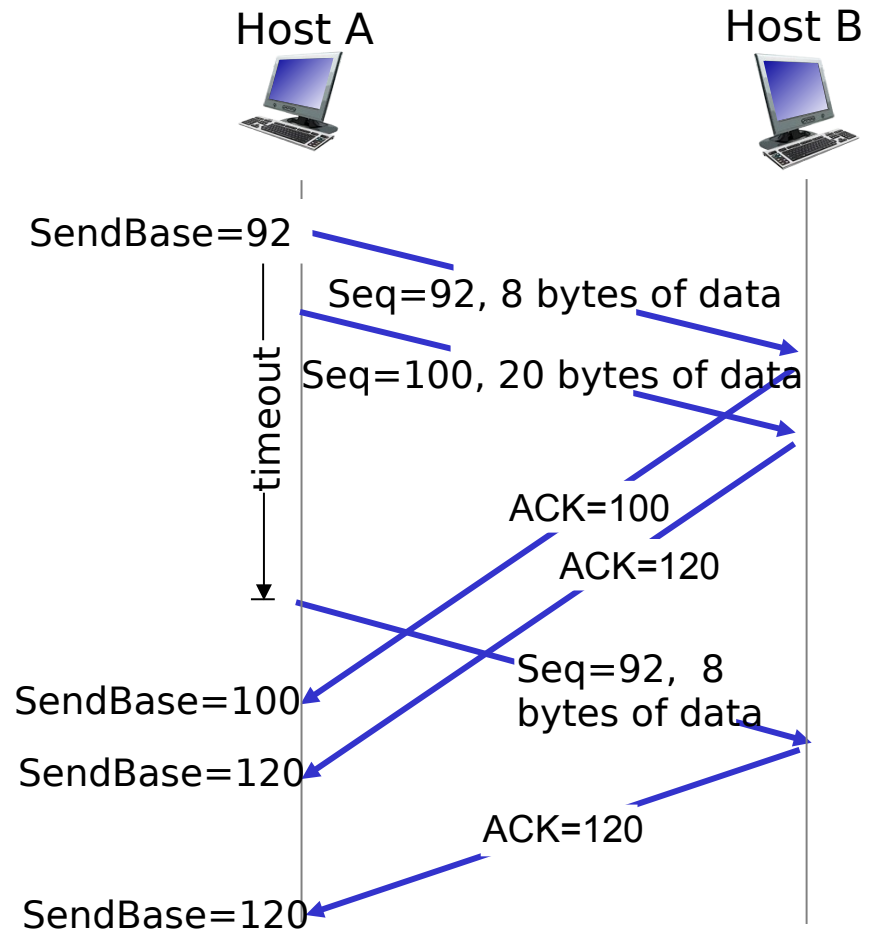 Host A
Host B
SendBase=92
Seq=92, 8 bytes of data
Seq=100, 20 bytes of data
timeout
ACK=100
ACK=120
Seq=92,  8
bytes of data
SendBase=100
SendBase=120
ACK=120
SendBase=120